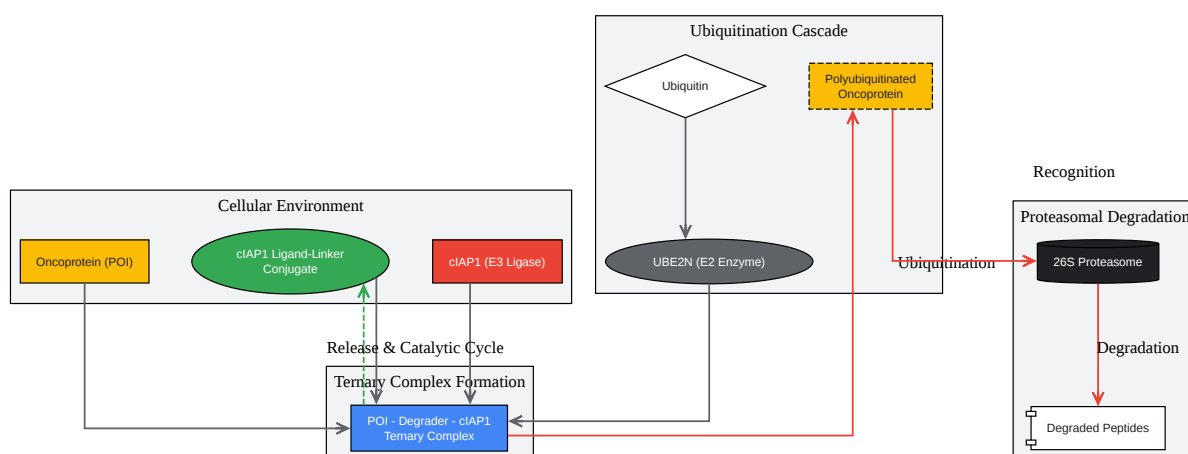 Ubiquitination Cascade
Ubiquitin
Polyubiquitinated
Oncoprotein
Recognition
Cellular Environment
Proteasomal Degradation
Oncoprotein (POI)
cIAP1 Ligand-Linker
Conjugate
cIAP1 (E3 Ligase)
UBE2N (E2 Enzyme)
Ubiquitination
26S Proteasome
Release & Catalytic Cycle
Degradation
Ternary Complex Formation
POI - Degrader - cIAP1
Ternary Complex
Degraded Peptides